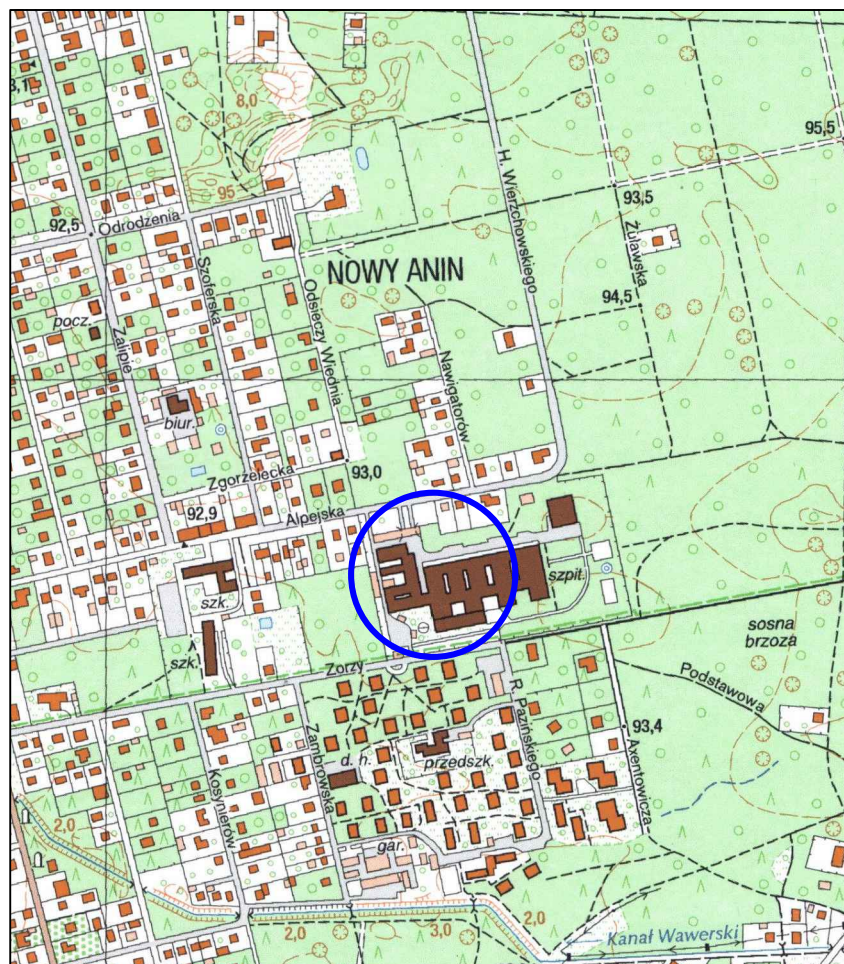 8,0
95,5
95
H. Wierzchowskiego
92,5
Odrodzenia
93,5
Żuławska
Szoferska
NOWY ANIN
Odsieczy Wiednia
94,5
pocz.
Zalipie
Nawigatorów
biur.
Zgorzelecka
93,0
92,9
Alpejska
szpit.
szk.
szk.
sosna
brzoza
Zorzy
Podstawowa
R. Pazińskiego
93,4
d. h.
przedszk.
Zambrowska
Kosynierów
Axentowicza
2,0
gar.
2,0
3,0
2,0
Kanał Wawerski